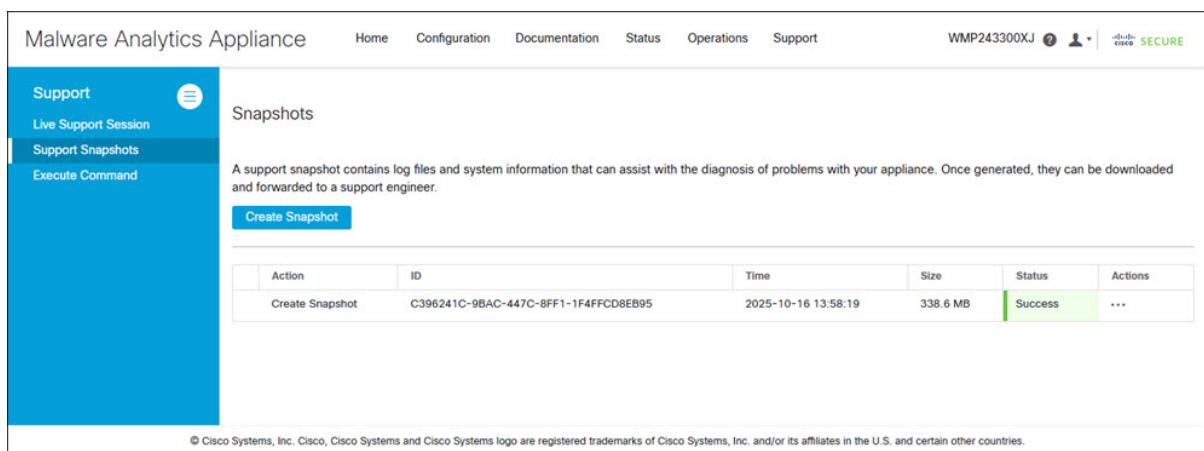 Malware Analytics Appliance Home Configuration Documentation Status Operations Support WMP243300XJ ? cisco SECURE
Support
Live Support Session
Support Snapshots
Execute Command
Snapshots
A support snapshot contains log files and system information that can assist with the diagnosis of problems with your appliance. Once generated, they can be downloaded
and forwarded to a support engineer.
Create Snapshot
Action ID Time Size Status Actions
Create Snapshot C396241C-9BAC-447C-8FF1-1F4FFCD8EB95 2025-10-16 13:58:19 338.6 MB Success ...
© Cisco Systems, Inc. Cisco, Cisco Systems and Cisco Systems logo are registered trademarks of Cisco Systems, Inc. and/or its affiliates in the U.S. and certain other countries.